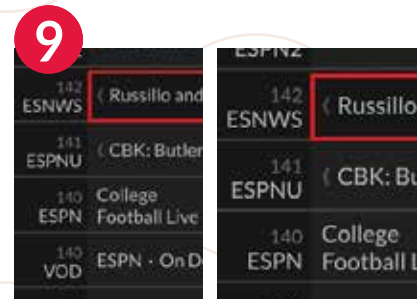 9
142
ESNWS
‹ Russillo and
141
ESPNU
‹ CBK: Butler
140
ESPN
College
Football Live
140
VOD
ESPN · On D
ESPN2
142
ESNWS
‹ Russillo
141
ESPNU
‹ CBK: Bu
140
ESPN
College
Football L